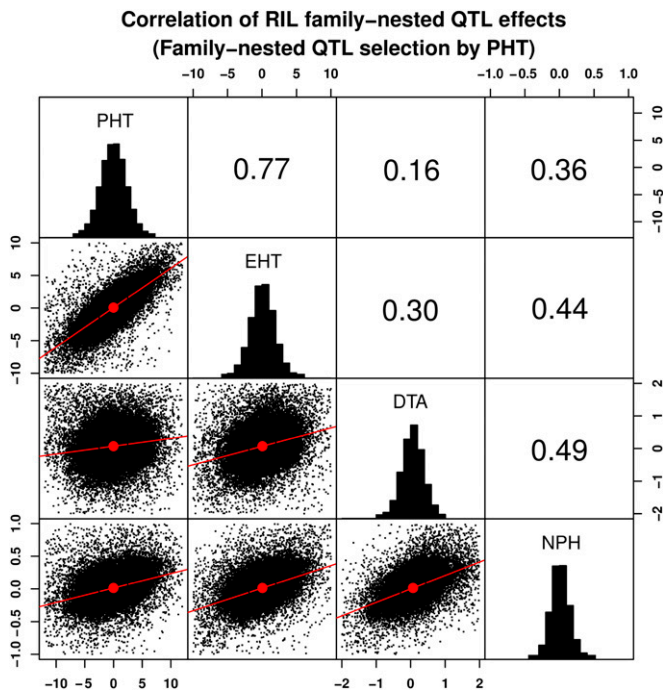 Correlation of RIL family−nested QTL effects
(Family−nested QTL selection by PHT)
−10 −5 0 5 10 −1.0 −0.5 0.0 0.5 1.0
PHT 0.77 0.16 0.36
−10 −5 0 5 10
EHT 0.30 0.44
−10 −5 0 5 10
DTA 0.49
−2 −1 0 1 2
NPH
−1.0 −0.5 0.0 0.5 1.0
−10 −5 0 5 10 −2 −1 0 1 2